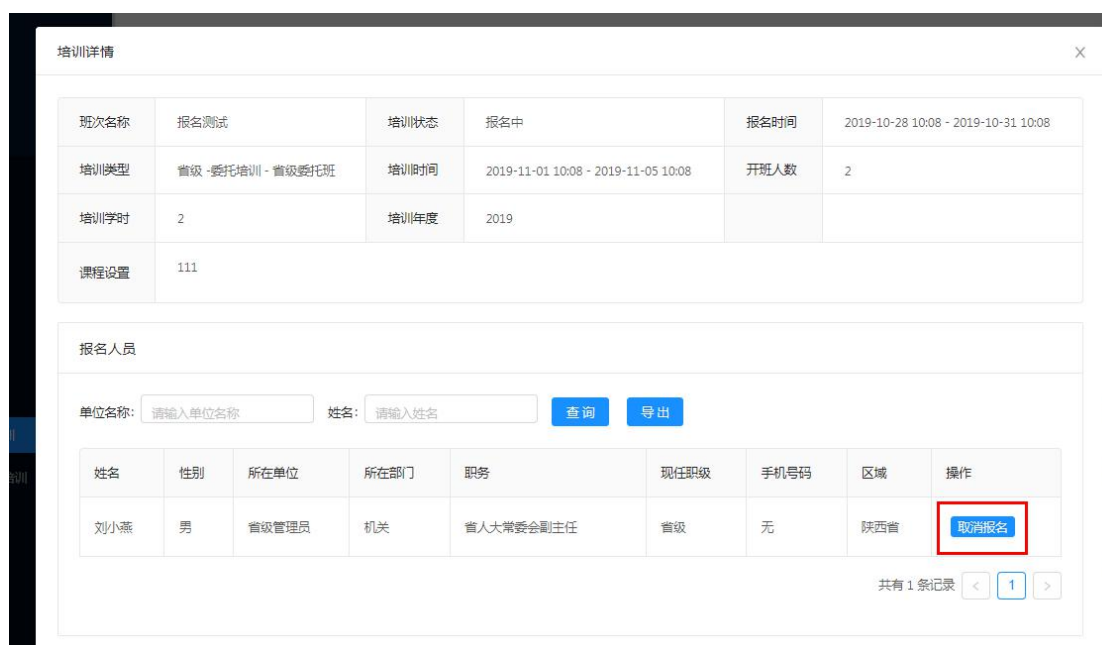 培训详情
班次名称 报名测试 培训状态 报名中 报名时间 2019-10-28 10:08 - 2019-10-31 10:08
培训类型 省级 -委托培训 - 省级委托班 培训时间 2019-11-01 10:08 - 2019-11-05 10:08 开班人数 2
培训学时 2 培训年度 2019
课程设置 111
报名人员
单位名称: 请输入单位名称 姓名: 请输入姓名 查询 导出
训
姓名 性别 所在单位 所在部门 职务 现任职级 手机号码 区域 操作
培训
刘小燕 男 省级管理员 机关 省人大常委会副主任 省级 无 陕西省 取消报名
共有 1 条记录 < 1 >